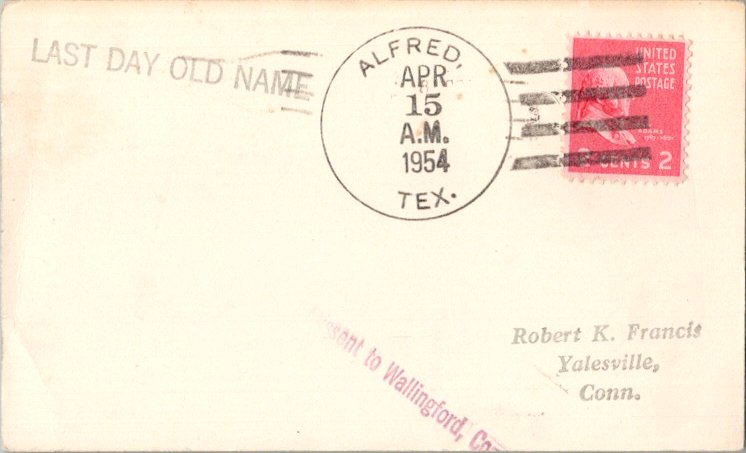 LAST DAY OLD NAME
ALFRED,
APR
15
A.M.
1954
TEX.
UNITED
STATES
POSTAGE
ADAMS
CENTS 2
Robert K. Francis
Yalesville,
Conn.
to Wallingford,